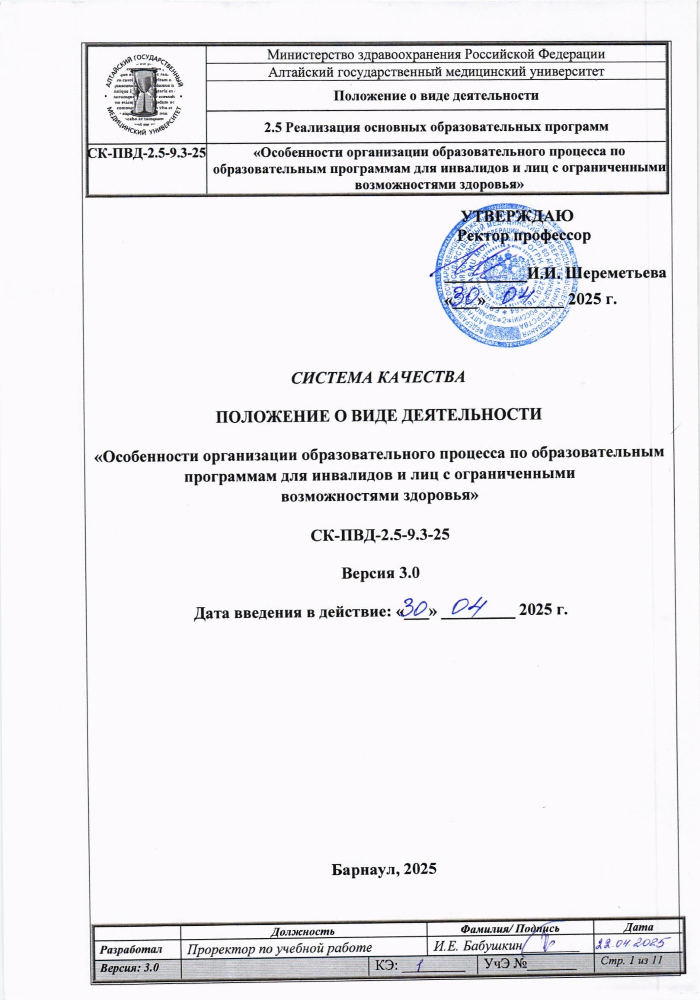 АЛТАЙСКИЙ ГОСУДАРСТВЕННЫЙ
МЕДИЦИНСКИЙ УНИВЕРСИТЕТ
Министерство здравоохранения Российской Федерации
Алтайский государственный медицинский университет
Положение о виде деятельности
2.5 Реализация основных образовательных программ
СК-ПВД-2.5-9.3-25
«Особенности организации образовательного процесса по
образовательным программам для инвалидов и лиц с ограниченными
возможностями здоровья»
УТВЕРЖДАЮ
Ректор профессор
__________И.И. Шереметьева
«30» 04 2025 г.
СИСТЕМА КАЧЕСТВА
ПОЛОЖЕНИЕ О ВИДЕ ДЕЯТЕЛЬНОСТИ
«Особенности организации образовательного процесса по образовательным
программам для инвалидов и лиц с ограниченными
возможностями здоровья»
СК-ПВД-2.5-9.3-25
Версия 3.0
Дата введения в действие: «30» 04 2025 г.
Барнаул, 2025
Должность Фамилия/ Подпись Дата
Разработал Проректор по учебной работе И.Е. Бабушкин________ 22.04.2025
Версия: 3.0 КЭ: 1 УчЭ №_______ Стр. 1 из 11